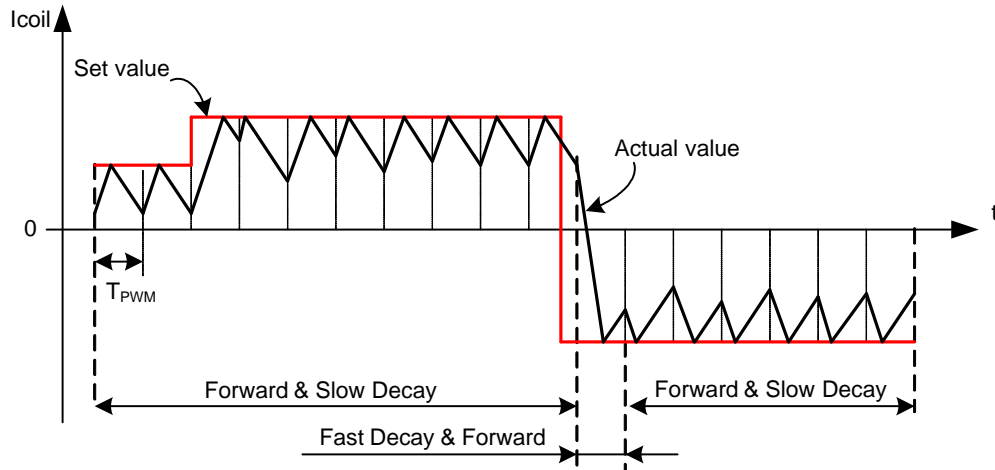 Icoil
Set value
Actual value
0
t
TPWM
Forward & Slow Decay
Forward & Slow Decay
Fast Decay & Forward